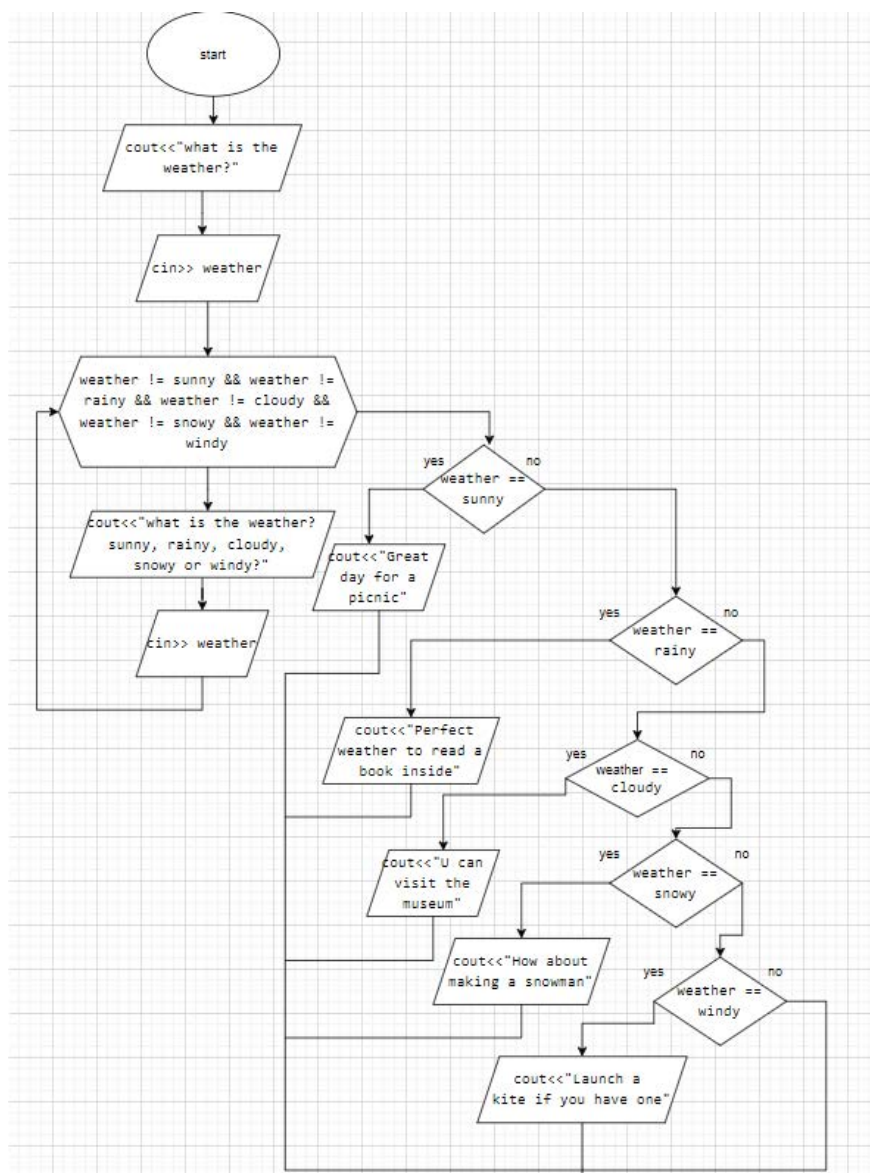 start
cout<<"what is the
weather?"
cin>> weather
weather != sunny && weather !=
rainy && weather != cloudy &&
weather != snowy && weather !=
windy
cout<<"what is the weather?
sunny, rainy, cloudy,
snowy or windy?"
cin>> weather
yes
no
weather ==
sunny
cout<<"Great
day for a
picnic"
yes
no
weather ==
rainy
cout<<"Perfect
weather to read a
book inside"
yes
no
weather ==
cloudy
cout<<"U can
visit the
museum"
yes
no
weather ==
snowy
cout<<"How about
making a snowman"
yes
no
weather ==
windy
cout<<"Launch a
kite if you have one"